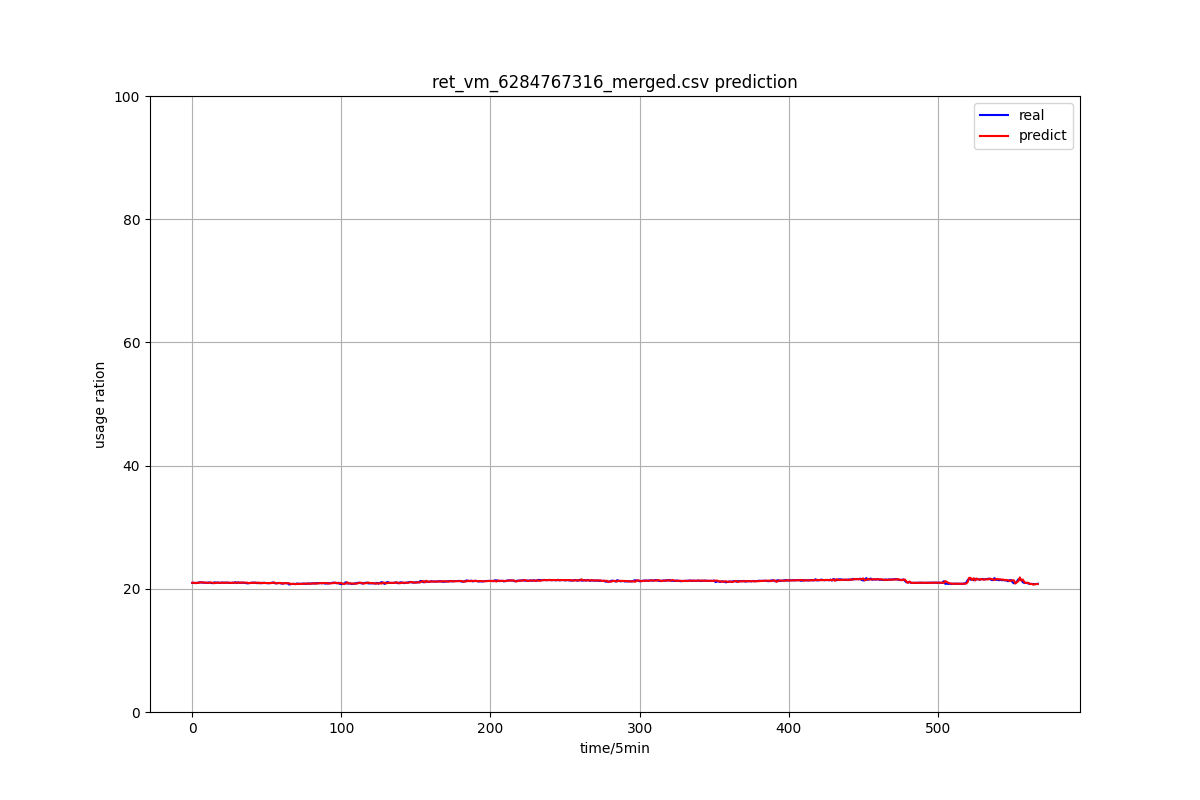 ret_vm_6284767316_merged.csv prediction
real
predict
100
80
60
40
20
0
usage ration
0 100 200 300 400 500
time/5min